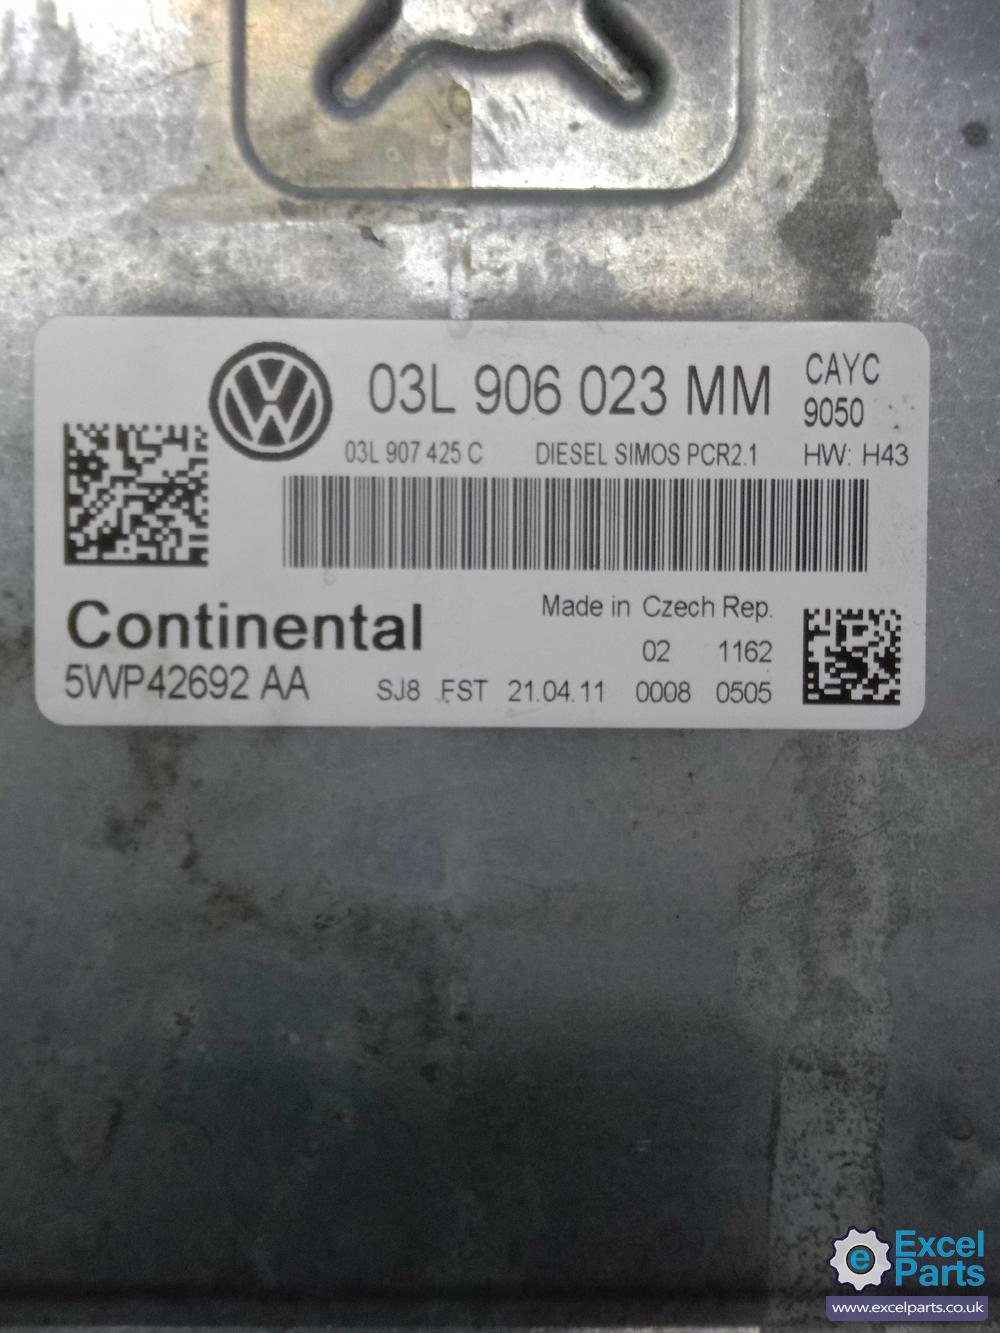 03L 906 023 MM CAYC
9050
03L 907 425 C DIESEL SIMOS PCR2.1 HW: H43
Made in Czech Rep.
Continental
02 1162
5WP42692 AA SJ8 FST 21.04.11 0008 0505
e Excel
Parts
www.excelparts.co.uk